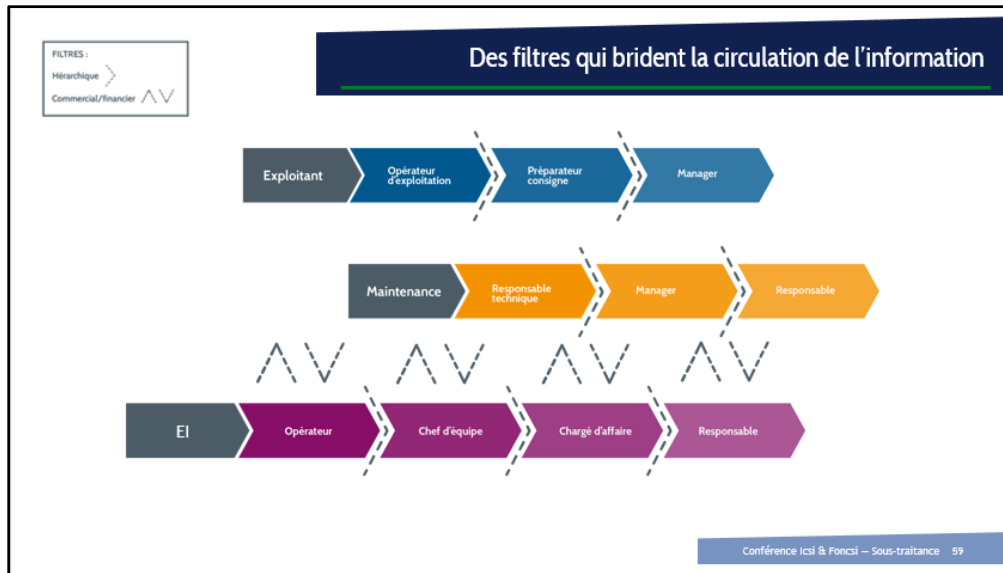 Des filtres qui brident la circulation de l’information
FILTRES :
Hérarchique
Commercial/financier
Exploitant
Opérateur
d’exploitation
Préparateur
consigne
Manager
Maintenance
Responsable
technique
Manager
Responsable
EI
Opérateur
Chef d’équipe
Chargé d’affaire
Responsable
Conférence Icsi & Foncsi – Sous-traitance 59